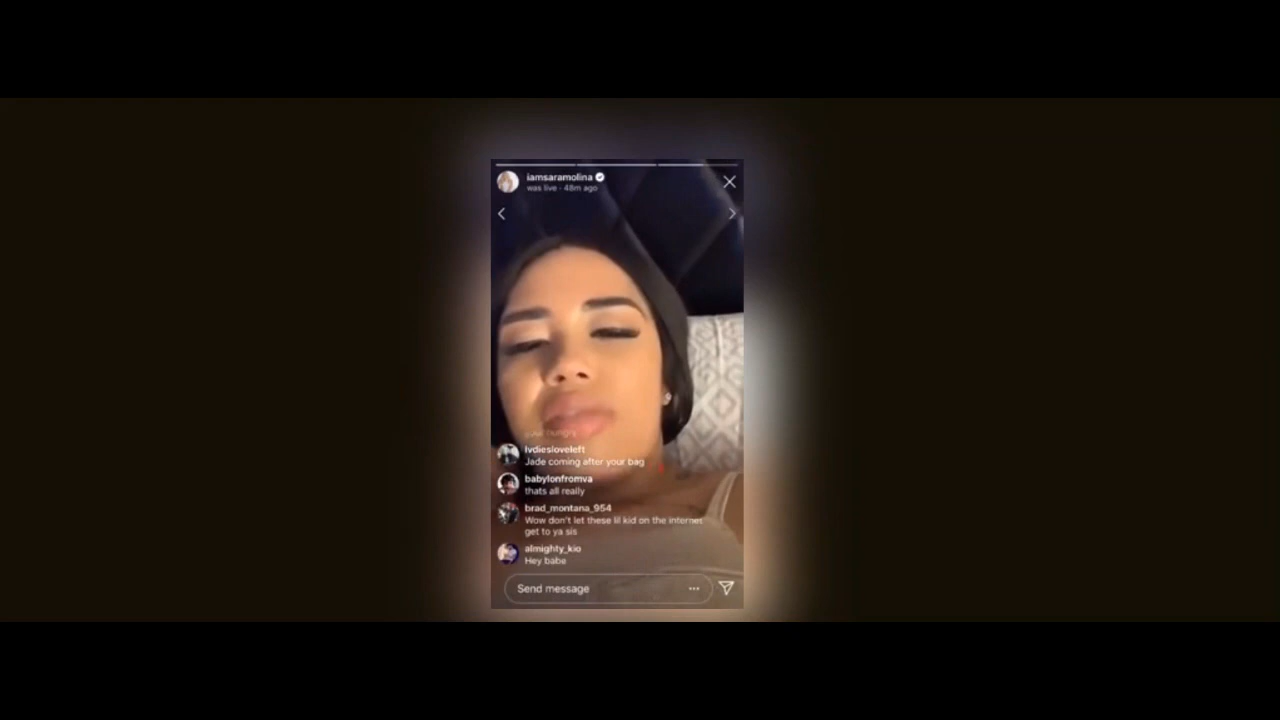 iamsaramolina
was live · 48m ago
lvdiesloveleft
Jade coming after your bag
babylonfromva
thats all really
brad_montana_954
Wow don't let these lil kid on the internet
get to ya sis
almighty_kio
Hey babe
Send message